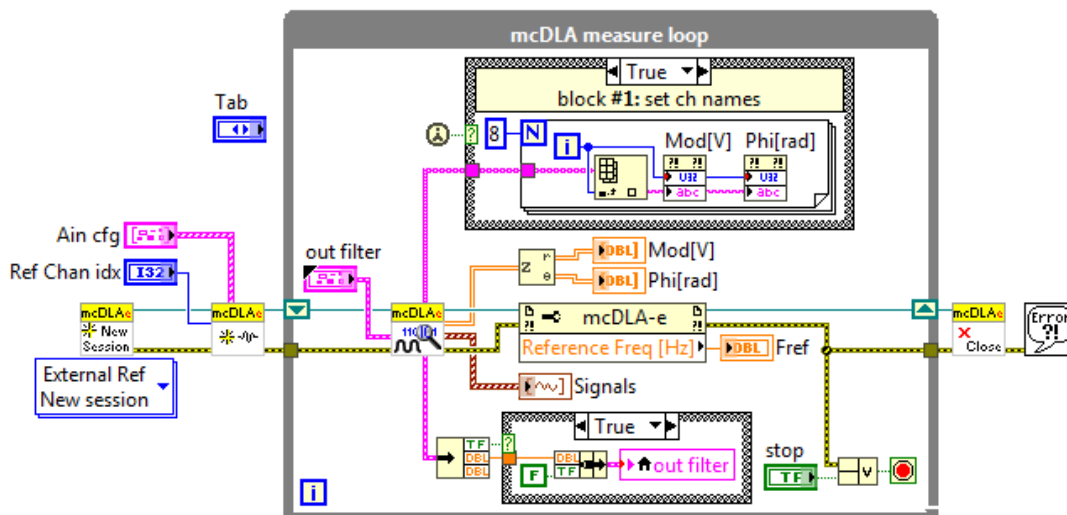 mcDLA measure loop
True
block #1: set ch names
Tab
8
N
i
Mod[V]
Phi[rad]
?!
?!
?!
?!
U32
U32
abc
abc
Ain cfg
Ref Chan idx
I32
out filter
Mod[V]
DBL
z
r
θ
Phi[rad]
DBL
mcDLAe
New
Session
mcDLAe
mcDLAe
mcDLA-e
?!
?!
Reference Freq [Hz]
DBL
Fref
mcDLAe
Close
Error
?!
External Ref
New session
Signals
True
TF
DBL
DBL
?
F
DBL
TF
out filter
stop
TF
V
i